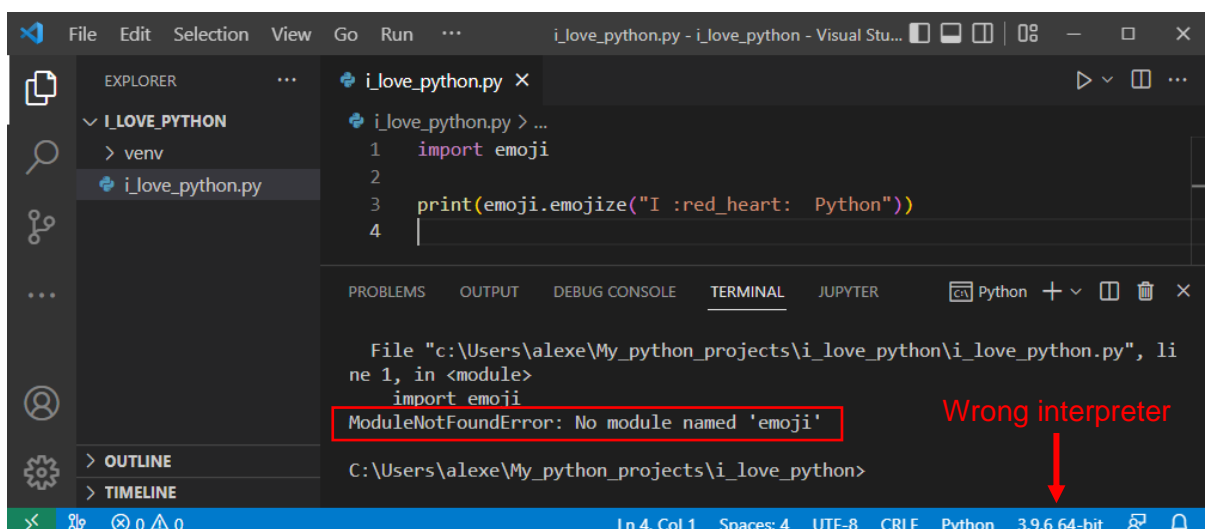 File Edit Selection View Go Run ··· i_love_python.py - i_love_python - Visual Stu...
EXPLORER ···
I_LOVE_PYTHON
venv
i_love_python.py
OUTLINE
TIMELINE
i_love_python.py
i_love_python.py > ...
1 import emoji
2
3 print(emoji.emojize("I :red_heart:  Python"))
4
PROBLEMS OUTPUT DEBUG CONSOLE TERMINAL JUPYTER Python
File "c:\Users\alexe\My_python_projects\i_love_python\i_love_python.py", li
ne 1, in <module>
import emoji
ModuleNotFoundError: No module named 'emoji'
C:\Users\alexe\My_python_projects\i_love_python>
Wrong interpreter
0 0 Ln 4, Col 1 Spaces: 4 UTF-8 CRLF Python 3.9.6 64-bit